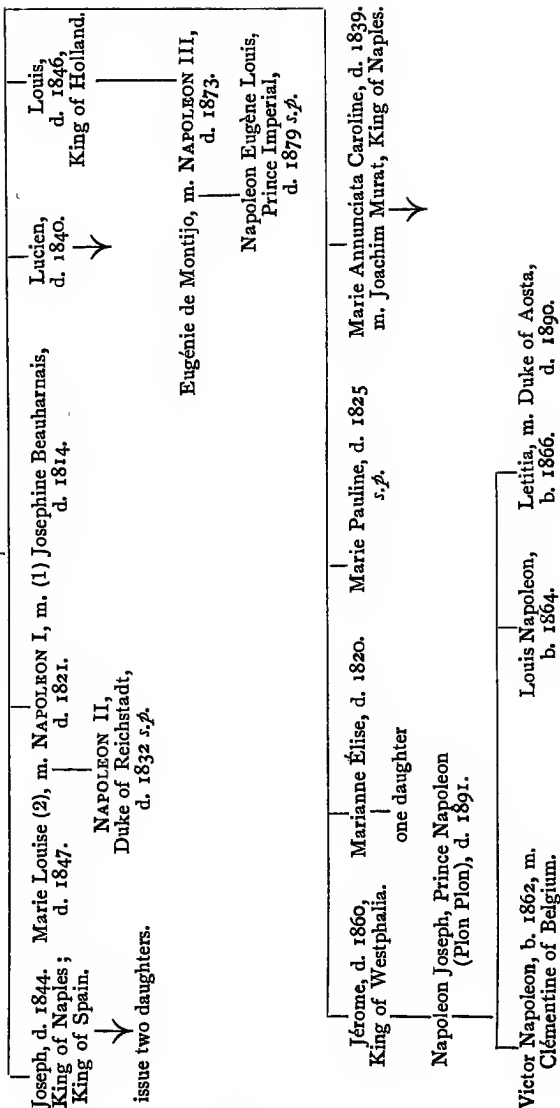 Joseph, d. 1844.
King of Naples;
King of Spain.
issue two daughters.
Marie Louise (2), m. NAPOLEON I, m. (1) Josephine Beauharnais,
d. 1847.
d. 1821.
d. 1814.
NAPOLEON II,
Duke of Reichstadt,
d. 1832 s.p.
Lucien,
d. 1840.
Louis,
d. 1846,
King of Holland.
Eugénie de Montijo, m. NAPOLEON III,
d. 1873.
Napoleon Eugène Louis,
Prince Imperial,
d. 1879 s.p.
Jérome, d. 1860,
King of Westphalia.
Marianne Élise, d. 1820.
one daughter
Marie Pauline, d. 1825
s.p.
Marie Annunciata Caroline, d. 1839.
m. Joachim Murat, King of Naples.
Napoleon Joseph, Prince Napoleon
(Plon Plon), d. 1891.
Victor Napoleon, b. 1862, m.
Clémentine of Belgium.
Louis Napoleon,
b. 1864.
Letitia, m. Duke of Aosta,
b. 1866.
d. 1890.